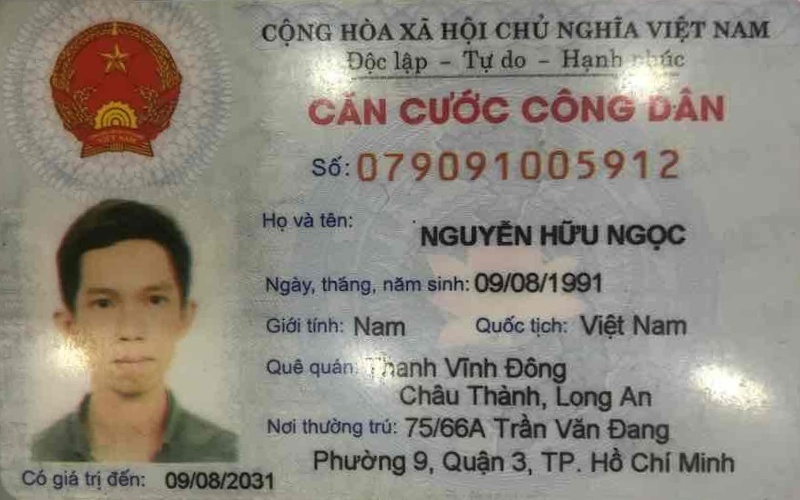 CỘNG HÒA XÃ HỘI CHỦ NGHĨA VIỆT NAM
Độc lập - Tự do - Hạnh phúc
CĂN CƯỚC CÔNG DÂN
Số: 079091005912
Họ và tên: NGUYỄN HỮU NGỌC
Ngày, tháng, năm sinh: 09/08/1991
Giới tính: Nam Quốc tịch: Việt Nam
Quê quán: Thanh Vĩnh Đông
Châu Thành, Long An
Nơi thường trú: 75/66A Trần Văn Đang
Phường 9, Quận 3, TP. Hồ Chí Minh
Có giá trị đến: 09/08/2031